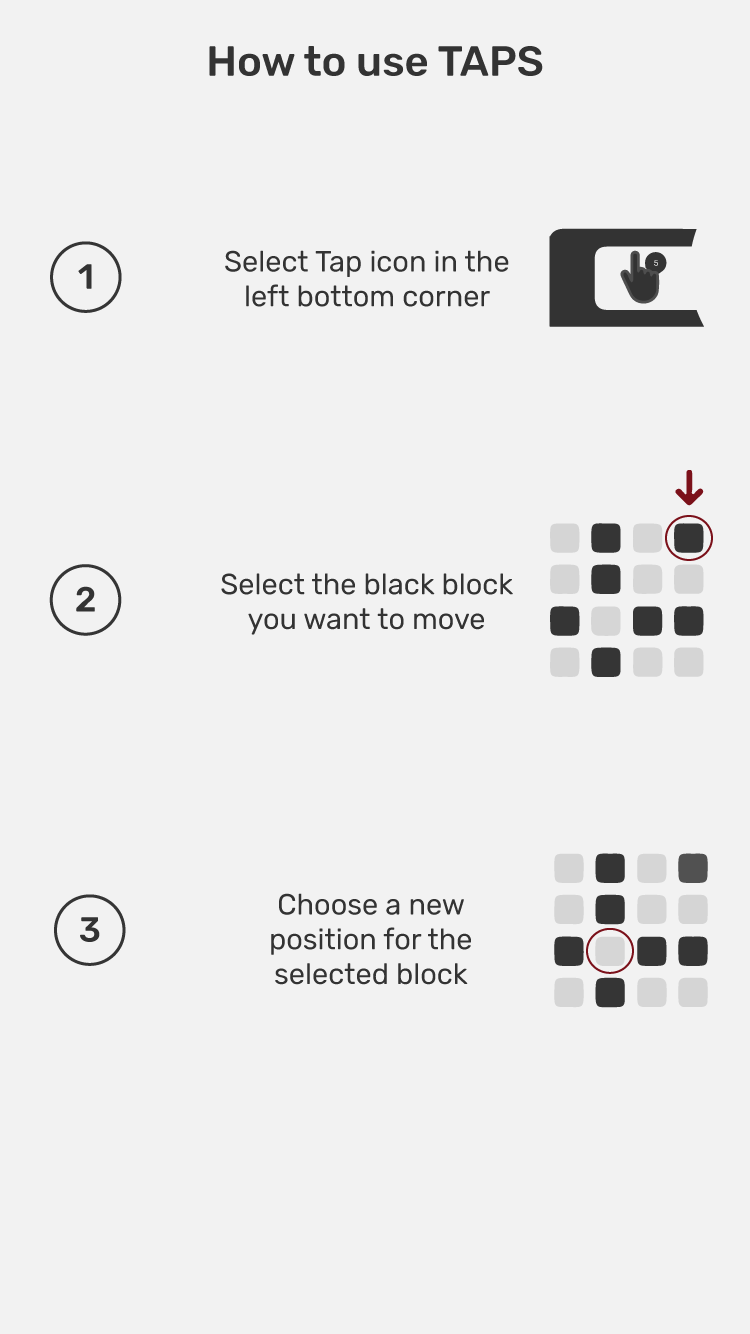 How to use TAPS
1
Select Tap icon in the
left bottom corner
5
2
Select the black block
you want to move
3
Choose a new
position for the
selected block